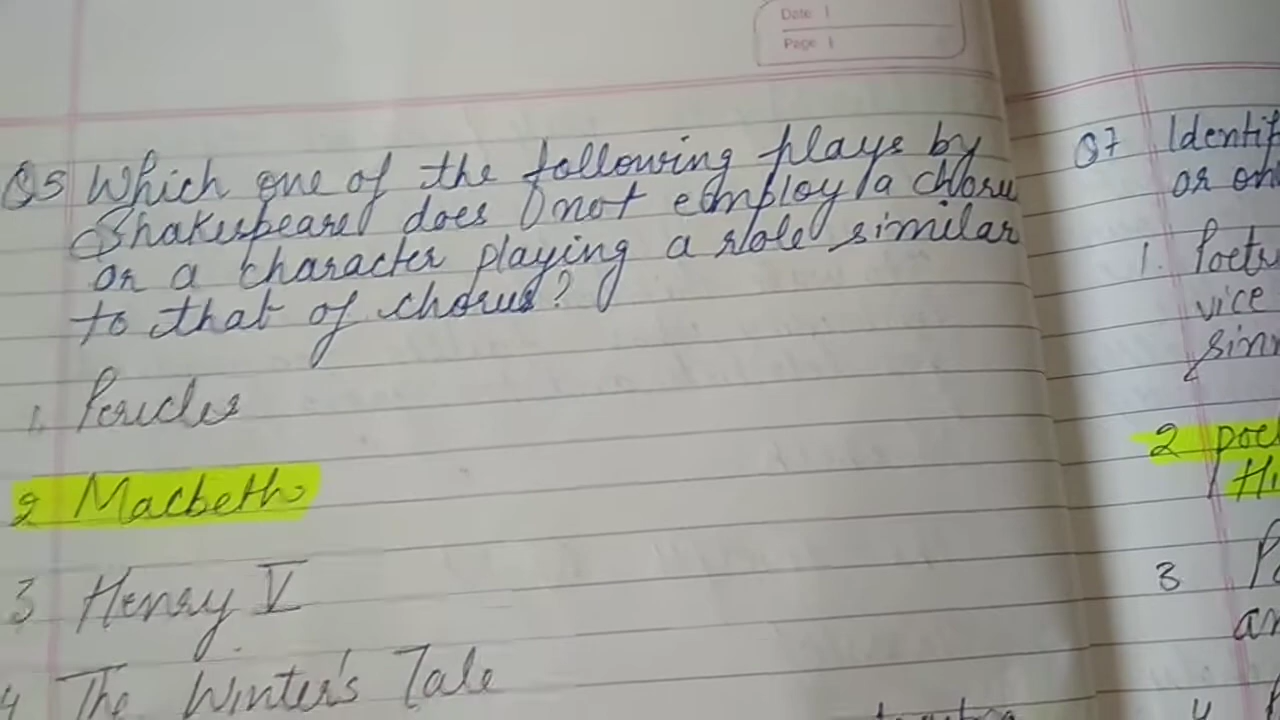 Date
Page
Q5 Which one of the following plays by
Shakespeare does not employ a choru
or a character playing a role similar
to that of chorus?
1. Pericles
2 Macbeth
3 Henry V
4 The Winter's Tale
Q7 Identif
or on
1. Poetr
vice
sinn
2 poe
Hi
3
an
4